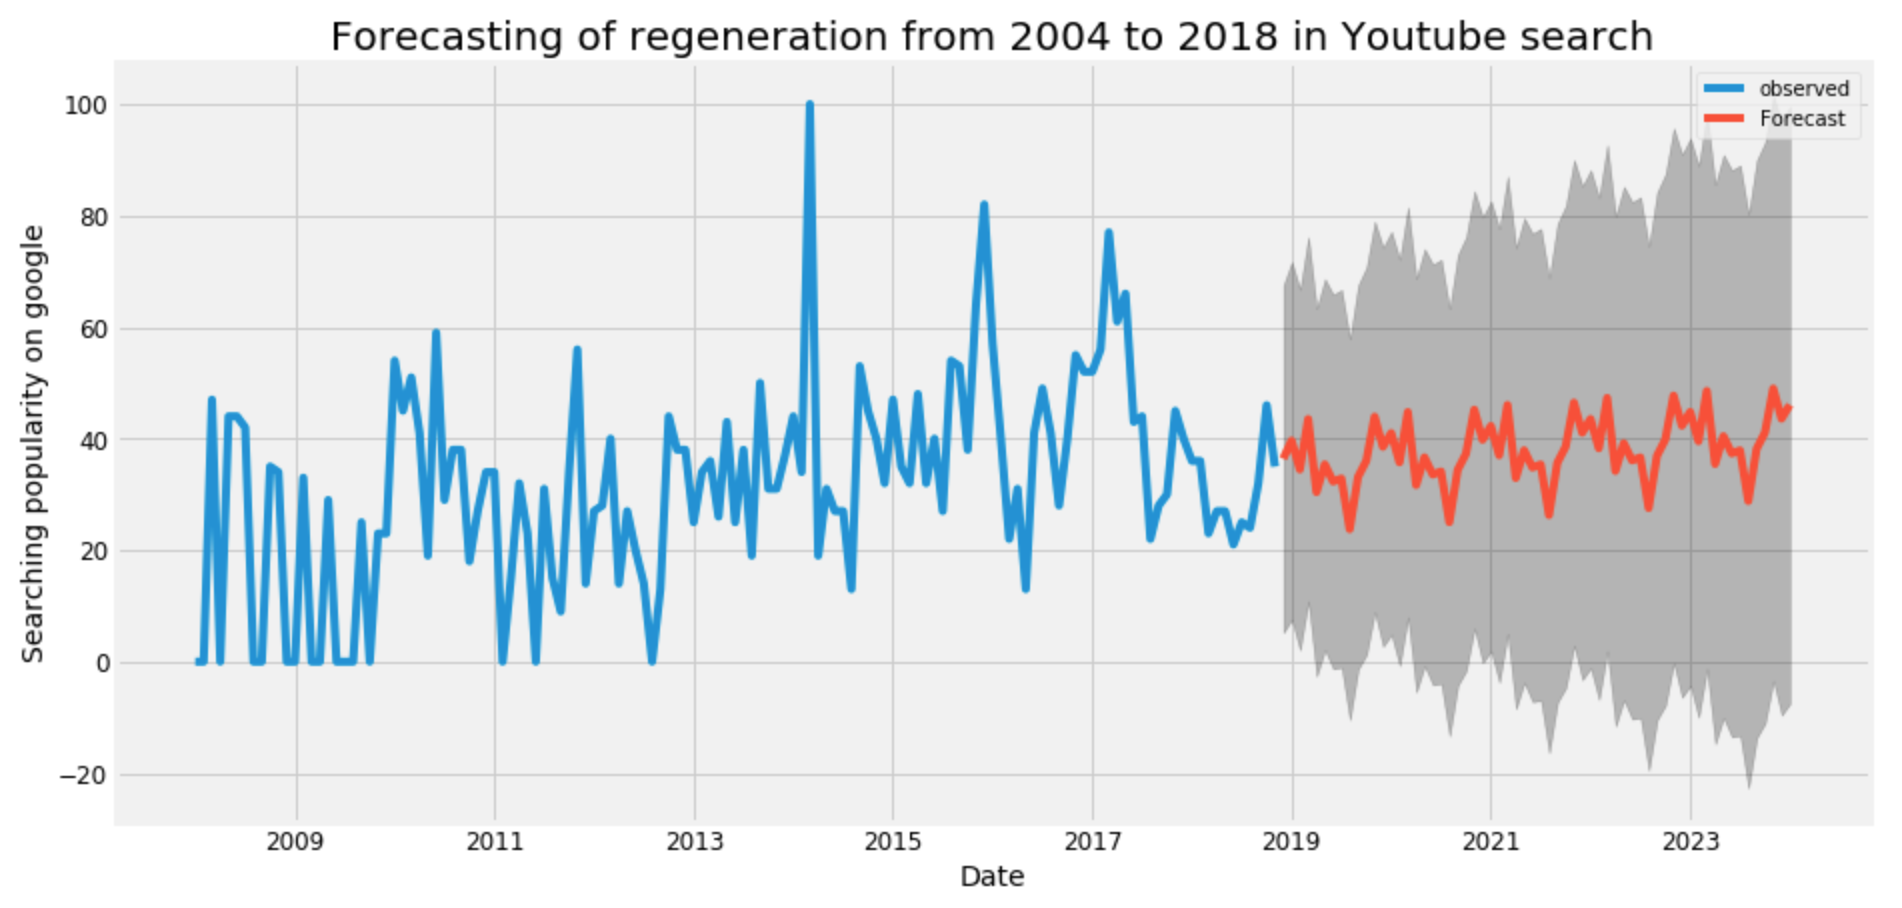 Forecasting of regeneration from 2004 to 2018 in Youtube search
observed
Forecast
100
80
60
40
20
0
−20
Searching popularity on google
2009 2011 2013 2015 2017 2019 2021 2023
Date